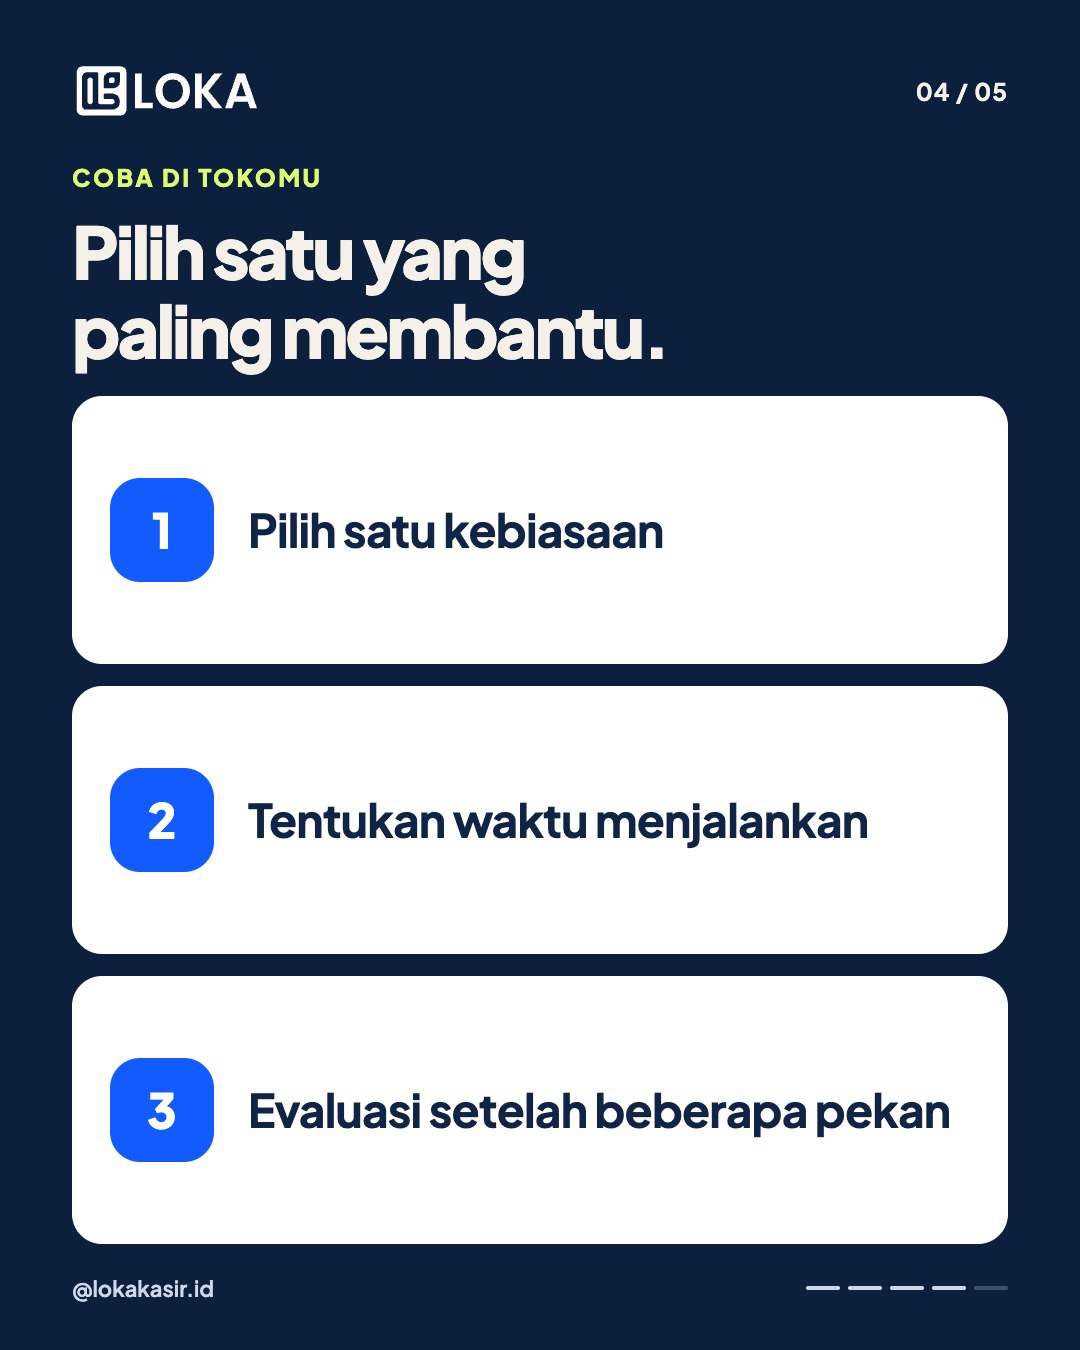 LOKA
04 / 05
COBA DI TOKOMU
Pilih satu yang
paling membantu.
1
Pilih satu kebiasaan
2
Tentukan waktu menjalankan
3
Evaluasi setelah beberapa pekan
@lokakasir.id